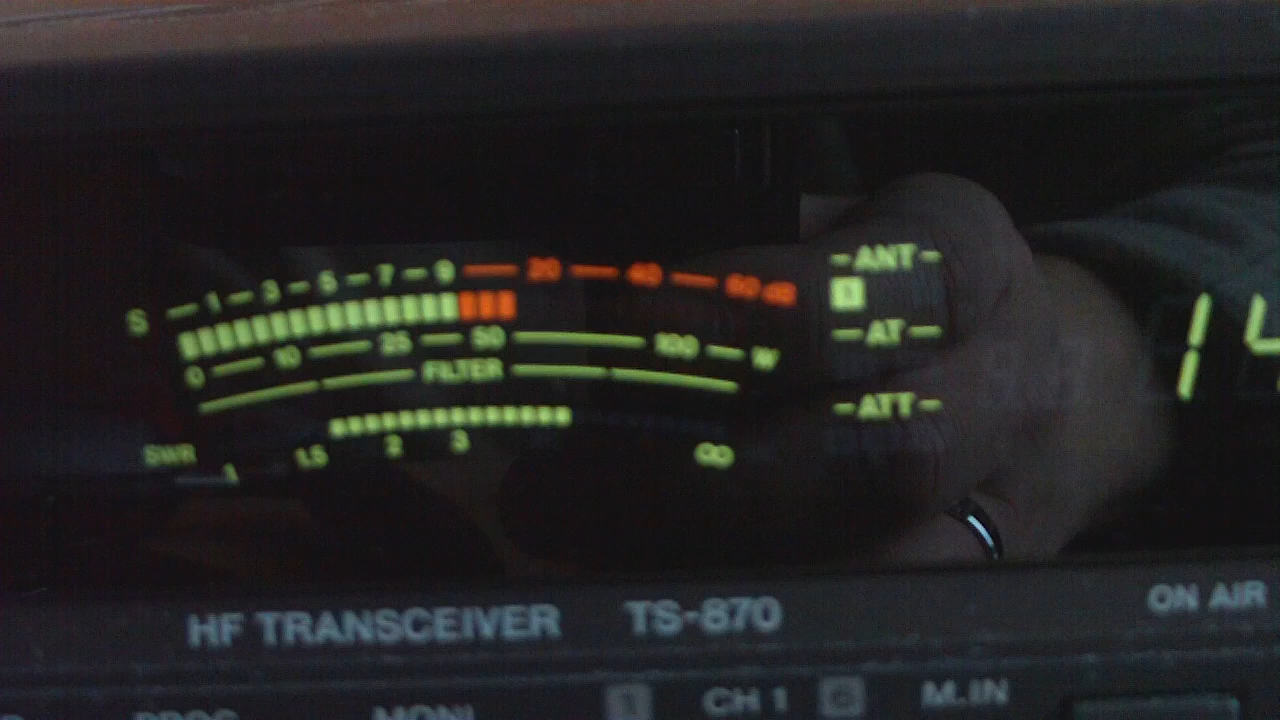 S 1 3 5 7 9 20 40 60 dB
0 10 25 50 100 W
FILTER
SWR 1 1.5 2 3 ∞
-ANT-
1
-AT-
-ATT-
HF TRANSCEIVER TS-870
ON AIR
CH 1
M.IN